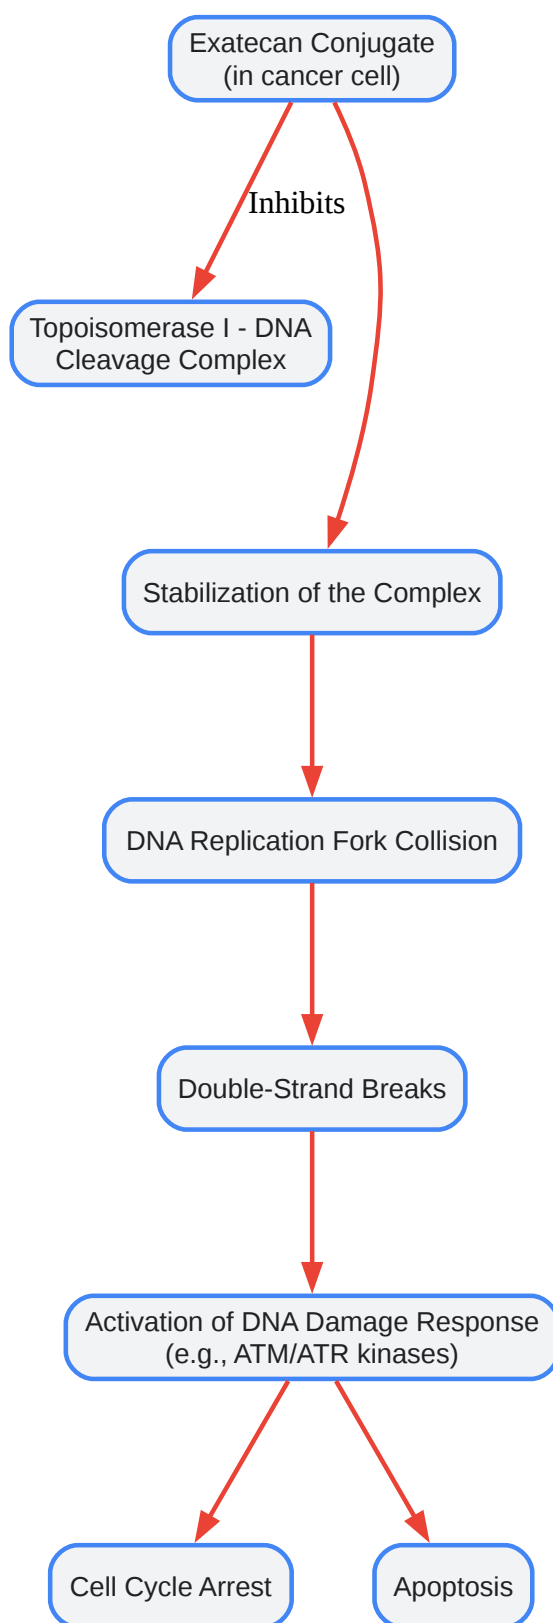 Exatecan Conjugate
(in cancer cell)
Inhibits
Topoisomerase I - DNA
Cleavage Complex
Stabilization of the Complex
DNA Replication Fork Collision
Double-Strand Breaks
Activation of DNA Damage Response
(e.g., ATM/ATR kinases)
Cell Cycle Arrest
Apoptosis